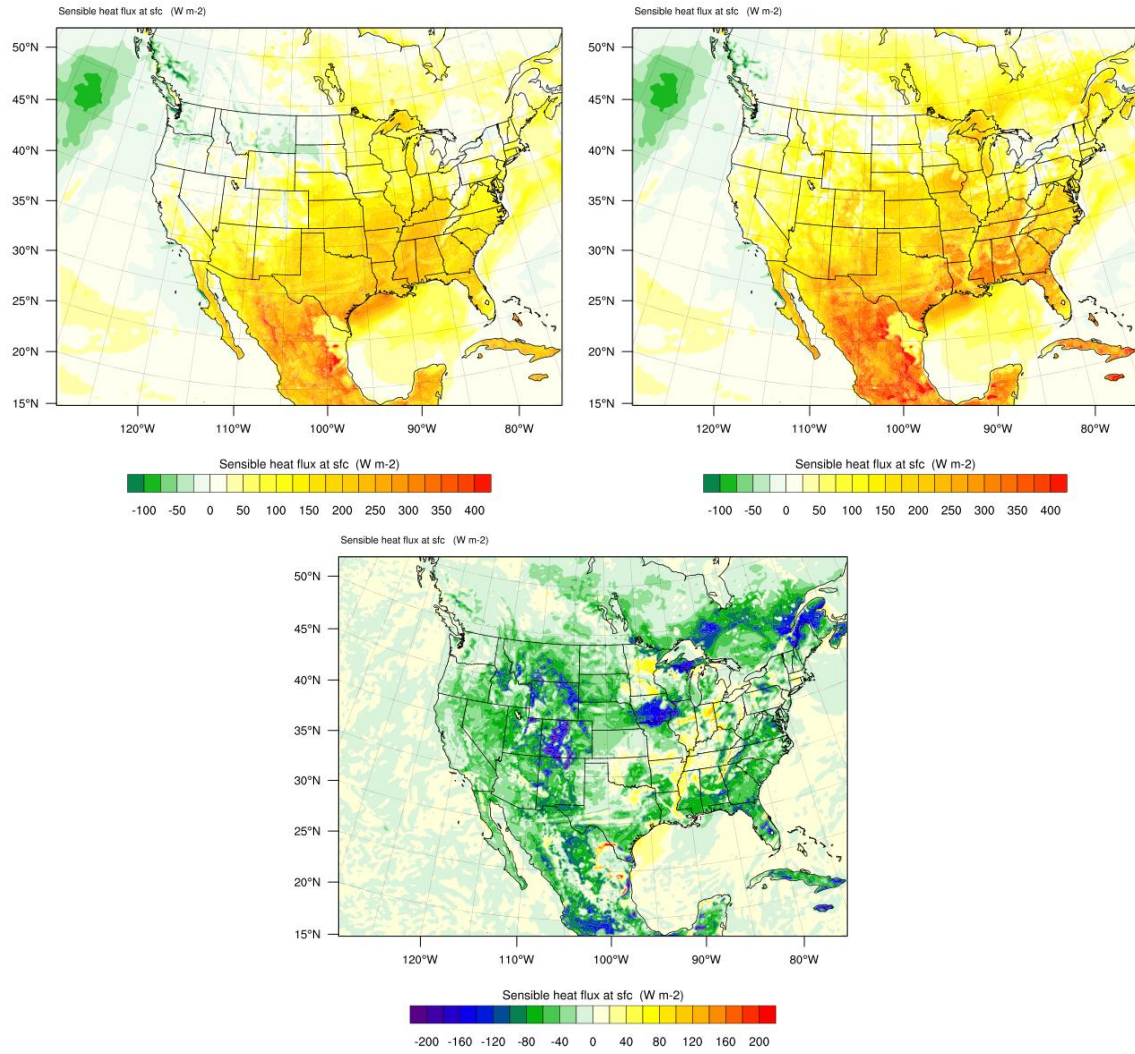 Sensible heat flux at sfc (W m-2)
50°N
45°N
40°N
35°N
30°N
25°N
20°N
15°N
120°W 110°W 100°W 90°W 80°W
Sensible heat flux at sfc (W m-2)
-100 -50 0 50 100 150 200 250 300 350 400
Sensible heat flux at sfc (W m-2)
50°N
45°N
40°N
35°N
30°N
25°N
20°N
15°N
120°W 110°W 100°W 90°W 80°W
Sensible heat flux at sfc (W m-2)
-100 -50 0 50 100 150 200 250 300 350 400
Sensible heat flux at sfc (W m-2)
50°N
45°N
40°N
35°N
30°N
25°N
20°N
15°N
120°W 110°W 100°W 90°W 80°W
Sensible heat flux at sfc (W m-2)
-200 -160 -120 -80 -40 0 40 80 120 160 200